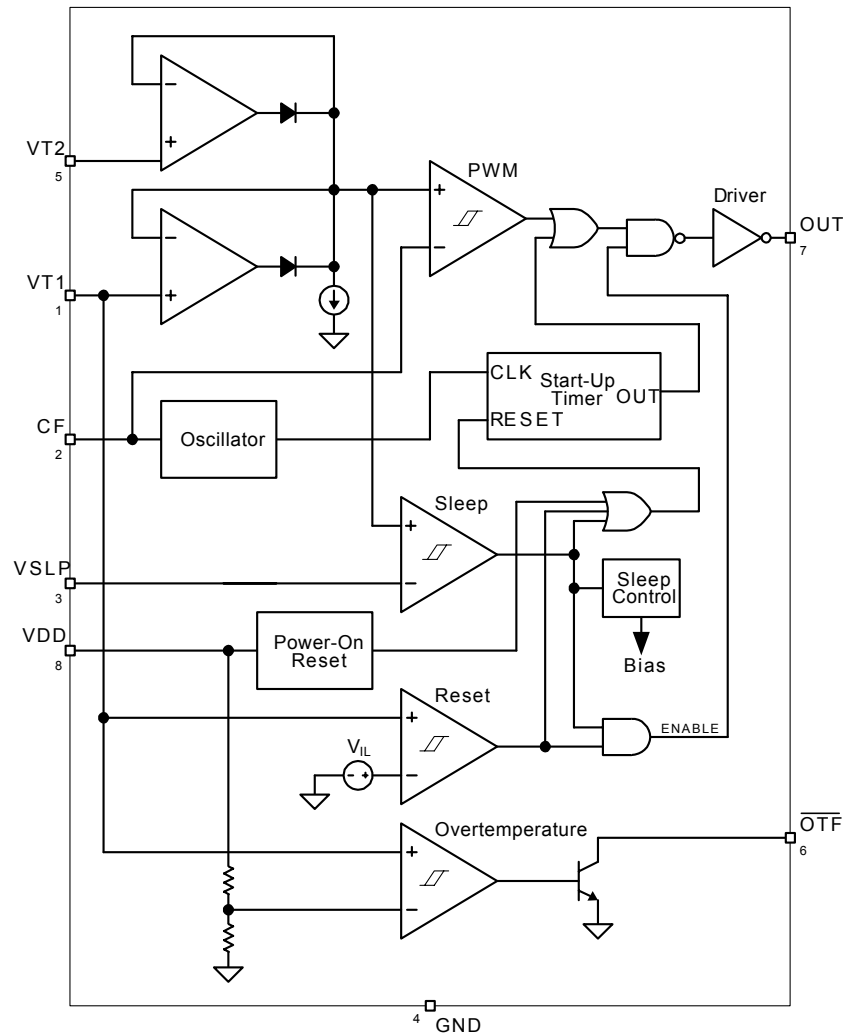 VT2
5
−
+
VT1
1
−
+
PWM
+
−
Driver
OUT
7
CLK
Start-Up
Timer
OUT
RESET
CF
2
Oscillator
Sleep
+
−
VSLP
3
Sleep
Control
Bias
VDD
8
Power-On
Reset
Reset
+
−
VIL
− +
ENABLE
Overtemperature
+
−
OTF
6
4
GND